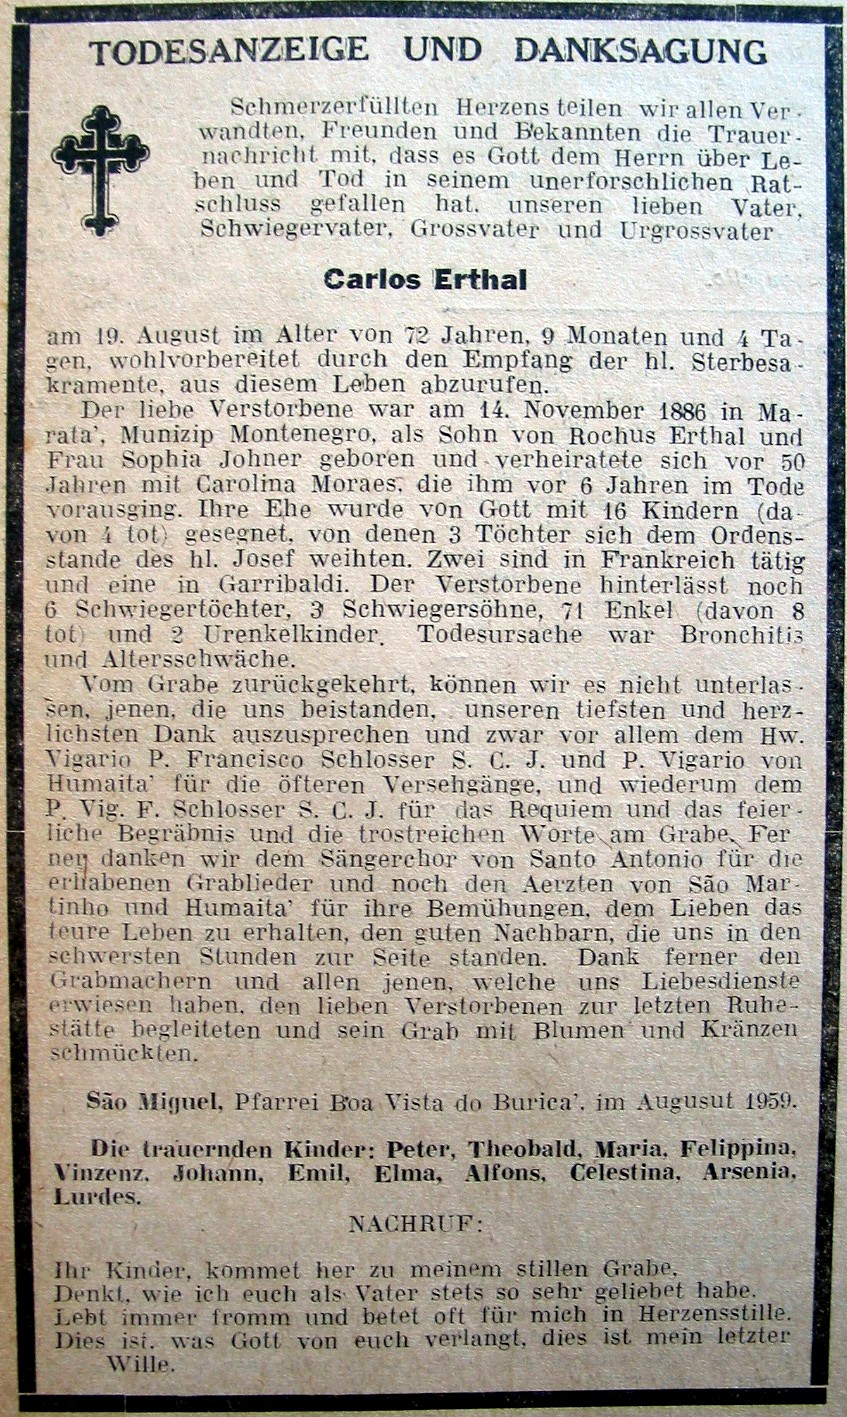 TODESANZEIGE UND DANKSAGUNG
Schmerzerfüllten Herzens teilen wir allen Ver-
wandten, Freunden und Bekannten die Trauer-
nachricht mit, dass es Gott dem Herrn über Le-
ben und Tod in seinem unerforschlichen Rat-
schluss gefallen hat, unseren lieben Vater,
Schwiegervater, Grossvater und Urgrossvater
Carlos Erthal
am 19. August im Alter von 72 Jahren, 9 Monaten und 4 Ta-
gen, wohlvorbereitet durch den Empfang der hl. Sterbesa-
kramente, aus diesem Leben abzurufen.
Der liebe Verstorbene war am 14. November 1886 in Ma-
rata', Munizip Montenegro, als Sohn von Rochus Erthal und
Frau Sophia Johner geboren und verheiratete sich vor 50
Jahren mit Carolina Moraes, die ihm vor 6 Jahren im Tode
vorausging. Ihre Ehe wurde von Gott mit 16 Kindern (da-
von 4 tot) gesegnet, von denen 3 Töchter sich dem Ordens-
stande des hl. Josef weihten. Zwei sind in Frankreich tätig
und eine in Garribaldi. Der Verstorbene hinterlässt noch
6 Schwiegertöchter, 3 Schwiegersöhne, 71 Enkel (davon 8
tot) und 2 Urenkelkinder. Todesursache war Bronchitis
und Altersschwäche.
Vom Grabe zurückgekehrt, können wir es nicht unterlas-
sen, jenen, die uns beistanden, unseren tiefsten und herz-
lichsten Dank auszusprechen und zwar vor allem dem Hw.
Vigario P. Francisco Schlosser S. C. J. und P. Vigario von
Humaita' für die öfteren Versehgänge, und wiederum dem
P. Vig. F. Schlosser S. C. J. für das Requiem und das feier-
liche Begräbnis und die trostreichen Worte am Grabe. Fer
nen danken wir dem Sängerchor von Santo Antonio für die
erhabenen Grablieder und noch den Aerzten von São Mar-
tinho und Humaita' für ihre Bemühungen, dem Lieben das
teure Leben zu erhalten, den guten Nachbarn, die uns in den
schwersten Stunden zur Seite standen. Dank ferner den
Grabmachern und allen jenen, welche uns Liebesdienste
erwiesen haben, den lieben Verstorbenen zur letzten Ruhe-
stätte begleiteten und sein Grab mit Blumen und Kränzen
schmückten.
São Miguel, Pfarrei Boa Vista do Burica', im Augusut 1959.
Die trauernden Kinder: Peter, Theobald, Maria, Felippina,
Vinzenz, Johann, Emil, Elma, Alfons, Celestina, Arsenia,
Lurdes.
NACHRUF:
Ihr Kinder, kommet her zu meinem stillen Grabe,
Denkt, wie ich euch als Vater stets so sehr geliebet habe.
Lebt immer fromm und betet oft für mich in Herzensstille.
Dies ist, was Gott von euch verlangt, dies ist mein letzter
Wille.